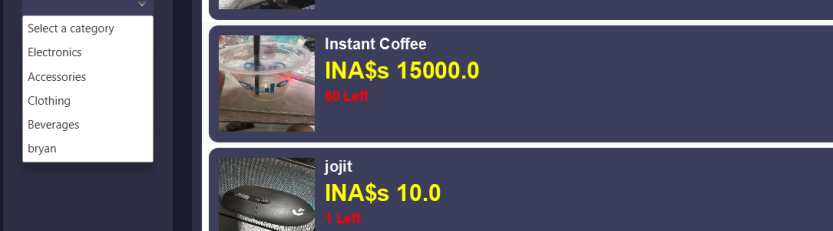 Select a category
Electronics
Accessories
Clothing
Beverages
bryan
Instant Coffee
INA$s 15000.0
80 Left
jojit
INA$s 10.0
1 Left